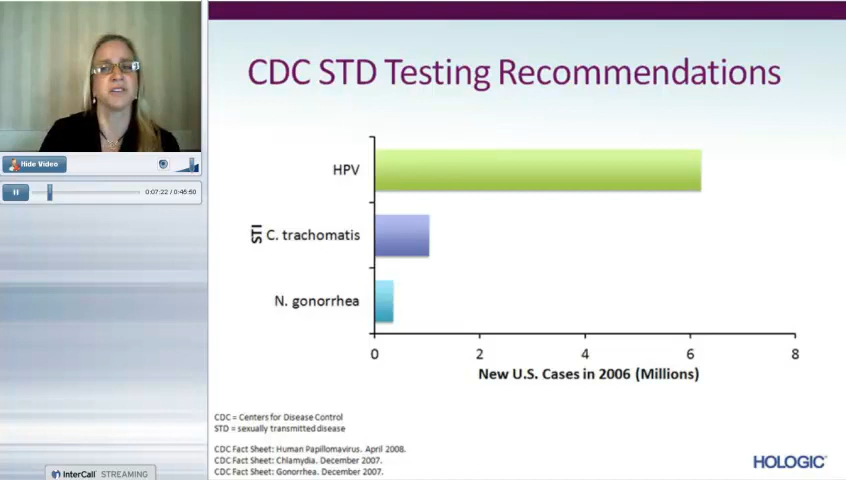 CDC STD Testing Recommendations
HPV
STI
C. trachomatis
N. gonorrhea
0 2 4 6 8
New U.S. Cases in 2006 (Millions)
Hide Video
0:07:22 / 0:45:50
CDC = Centers for Disease Control
STD = sexually transmitted disease
CDC Fact Sheet: Human Papillomavirus. April 2008.
CDC Fact Sheet: Chlamydia. December 2007.
CDC Fact Sheet: Gonorrhea. December 2007.
InterCall STREAMING
HOLOGIC